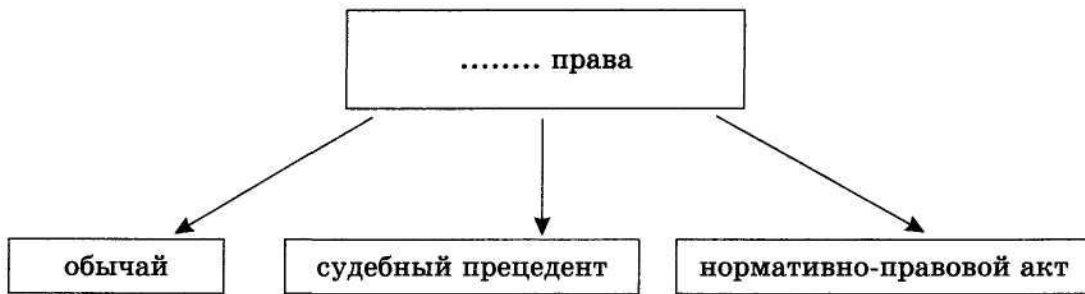 ........ права
обычай
судебный прецедент
нормативно-правовой акт